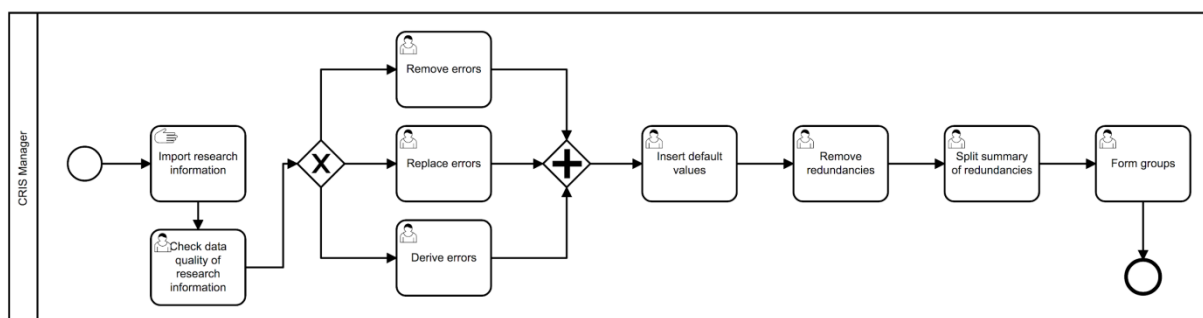 CRIS Manager
Import research
information
Check data
quality of
research
information
Remove errors
Replace errors
Derive errors
Insert default
values
Remove
redundancies
Split summary
of redundancies
Form groups